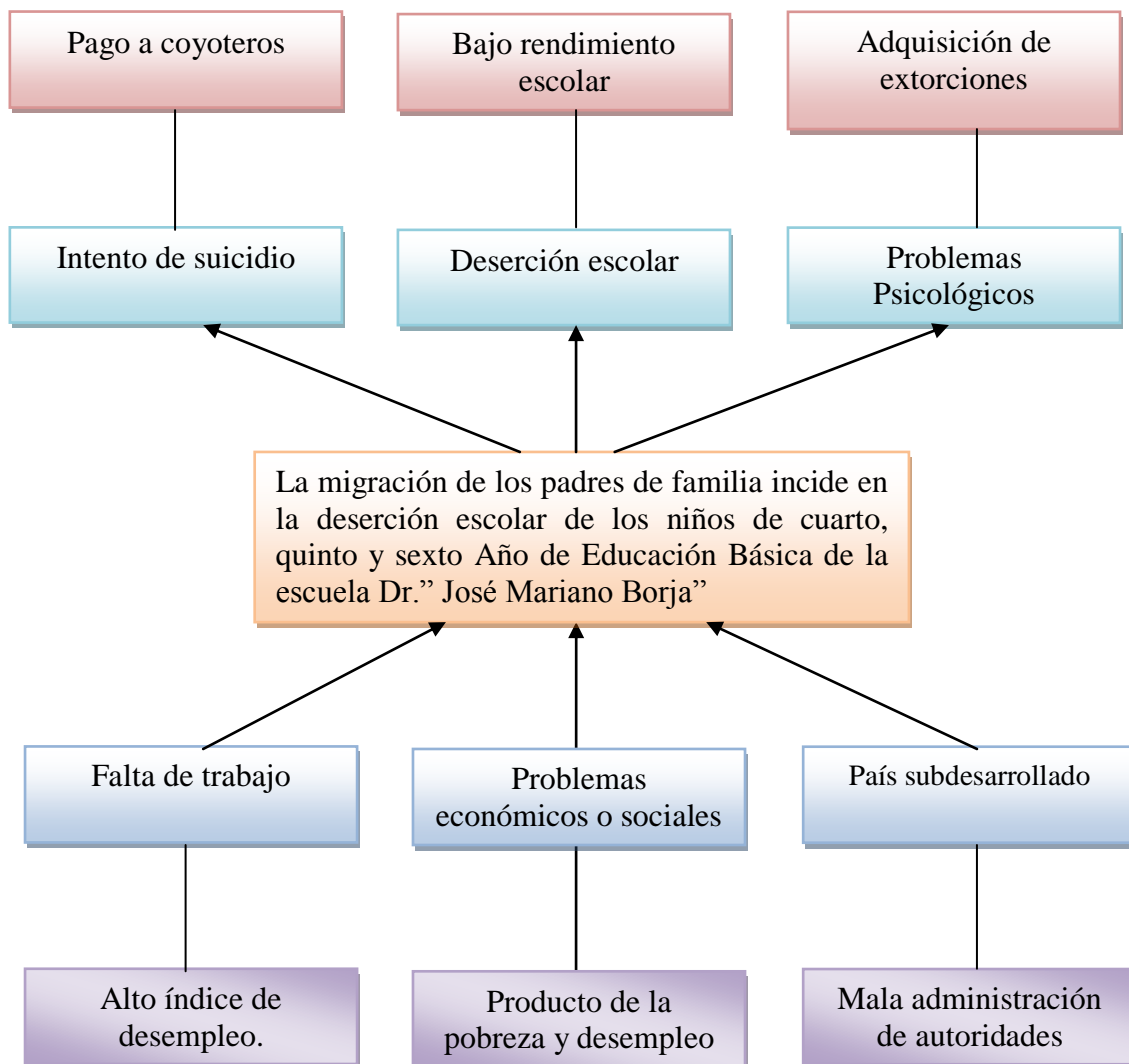 Pago a coyoteros
Bajo rendimiento
escolar
Adquisición de
extorciones
Intento de suicidio
Deserción escolar
Problemas
Psicológicos
La migración de los padres de familia incide en
la deserción escolar de los niños de cuarto,
quinto y sexto Año de Educación Básica de la
escuela Dr.” José Mariano Borja”
Falta de trabajo
Problemas
económicos o sociales
País subdesarrollado
Alto índice de
desempleo.
Producto de la
pobreza y desempleo
Mala administración
de autoridades